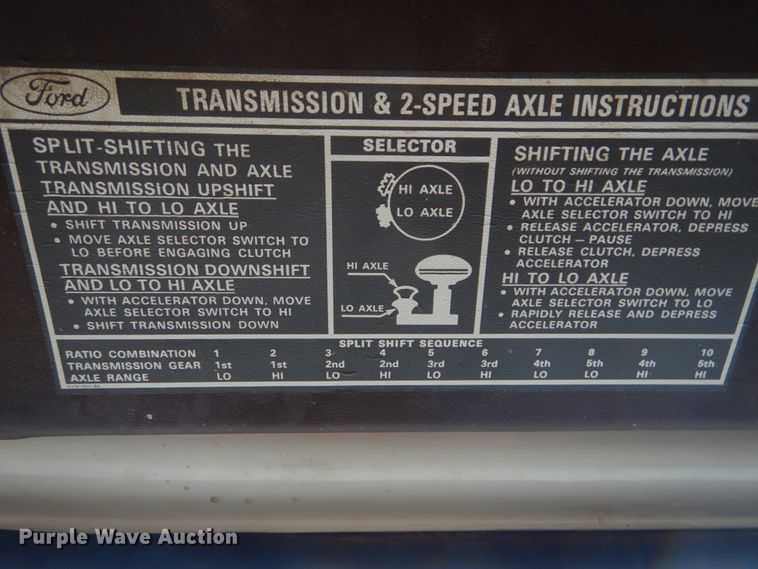 Ford
TRANSMISSION & 2-SPEED AXLE INSTRUCTIONS
SPLIT-SHIFTING THE
TRANSMISSION AND AXLE
TRANSMISSION UPSHIFT
AND HI TO LO AXLE
• SHIFT TRANSMISSION UP
• MOVE AXLE SELECTOR SWITCH TO
LO BEFORE ENGAGING CLUTCH
TRANSMISSION DOWNSHIFT
AND LO TO HI AXLE
• WITH ACCELERATOR DOWN, MOVE
AXLE SELECTOR SWITCH TO HI
• SHIFT TRANSMISSION DOWN
SELECTOR
HI AXLE
LO AXLE
HI AXLE
LO AXLE
SHIFTING THE AXLE
(WITHOUT SHIFTING THE TRANSMISSION)
LO TO HI AXLE
• WITH ACCELERATOR DOWN, MOVE
AXLE SELECTOR SWITCH TO HI
• RELEASE ACCELERATOR, DEPRESS
CLUTCH – PAUSE
• RELEASE CLUTCH, DEPRESS
ACCELERATOR
HI TO LO AXLE
• WITH ACCELERATOR DOWN, MOVE
AXLE SELECTOR SWITCH TO LO
• RAPIDLY RELEASE AND DEPRESS
ACCELERATOR
SPLIT SHIFT SEQUENCE
RATIO COMBINATION 1 2 3 4 5 6 7 8 9 10
TRANSMISSION GEAR 1st 1st 2nd 2nd 3rd 3rd 4th 5th 4th 5th
AXLE RANGE LO HI LO HI LO HI LO LO HI HI
Purple Wave Auction